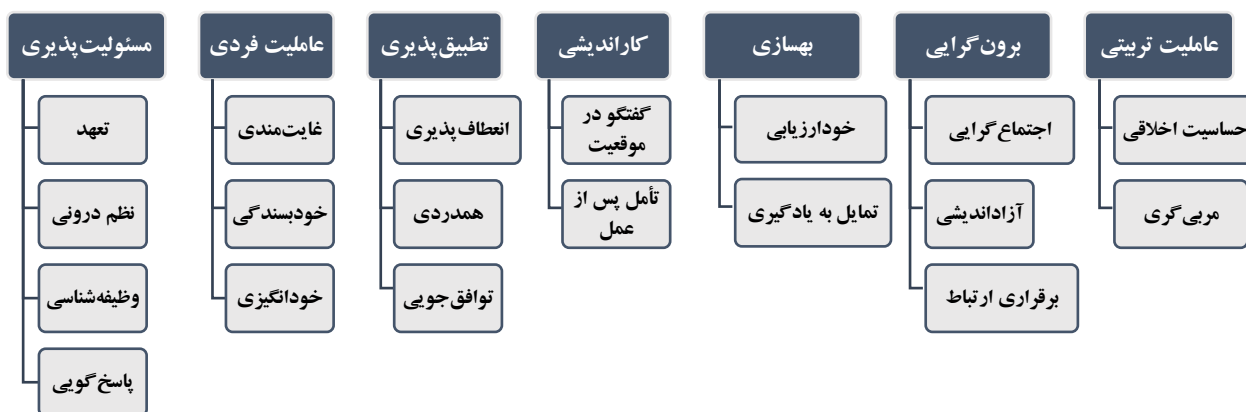 عاملیت تربیتی
حساسیت اخلاقی
مربی‌گری
برون‌گرایی
اجتماع‌گرایی
آزاداندیشی
برقراری ارتباط
بهسازی
خودارزیابی
تمایل به یادگیری
کاراندیشی
گفتگو در
موقعیت
تأمل پس از
عمل
تطبیق‌پذیری
انعطاف‌پذیری
همدردی
توافق‌جویی
عاملیت فردی
غایت‌مندی
خودبسندگی
خودانگیزی
مسئولیت‌پذیری
تعهد
نظم درونی
وظیفه‌شناسی
پاسخ‌گویی